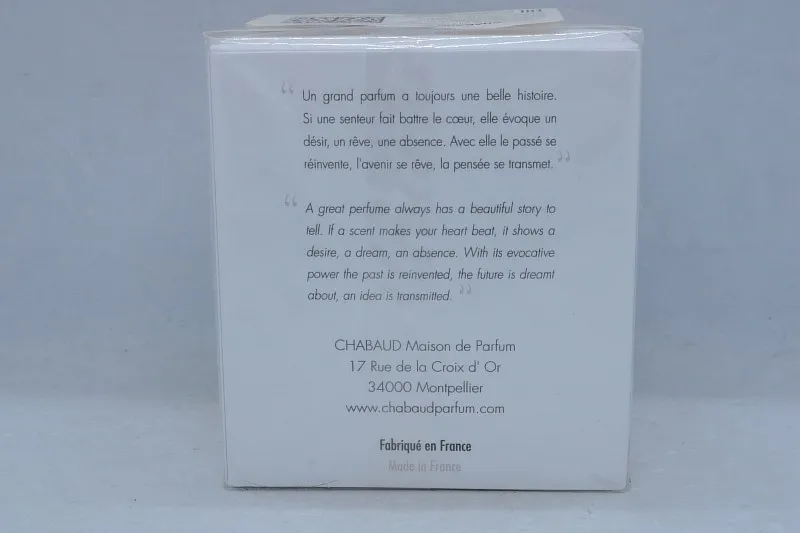 “ Un grand parfum a toujours une belle histoire.
Si une senteur fait battre le cœur, elle évoque un
désir, un rêve, une absence. Avec elle le passé se
réinvente, l'avenir se rêve, la pensée se transmet. ”
“ A great perfume always has a beautiful story to
tell. If a scent makes your heart beat, it shows a
desire, a dream, an absence. With its evocative
power the past is reinvented, the future is dreamt
about, an idea is transmitted. ”
CHABAUD Maison de Parfum
17 Rue de la Croix d' Or
34000 Montpellier
www.chabaudparfum.com
Fabriqué en France
Made in France